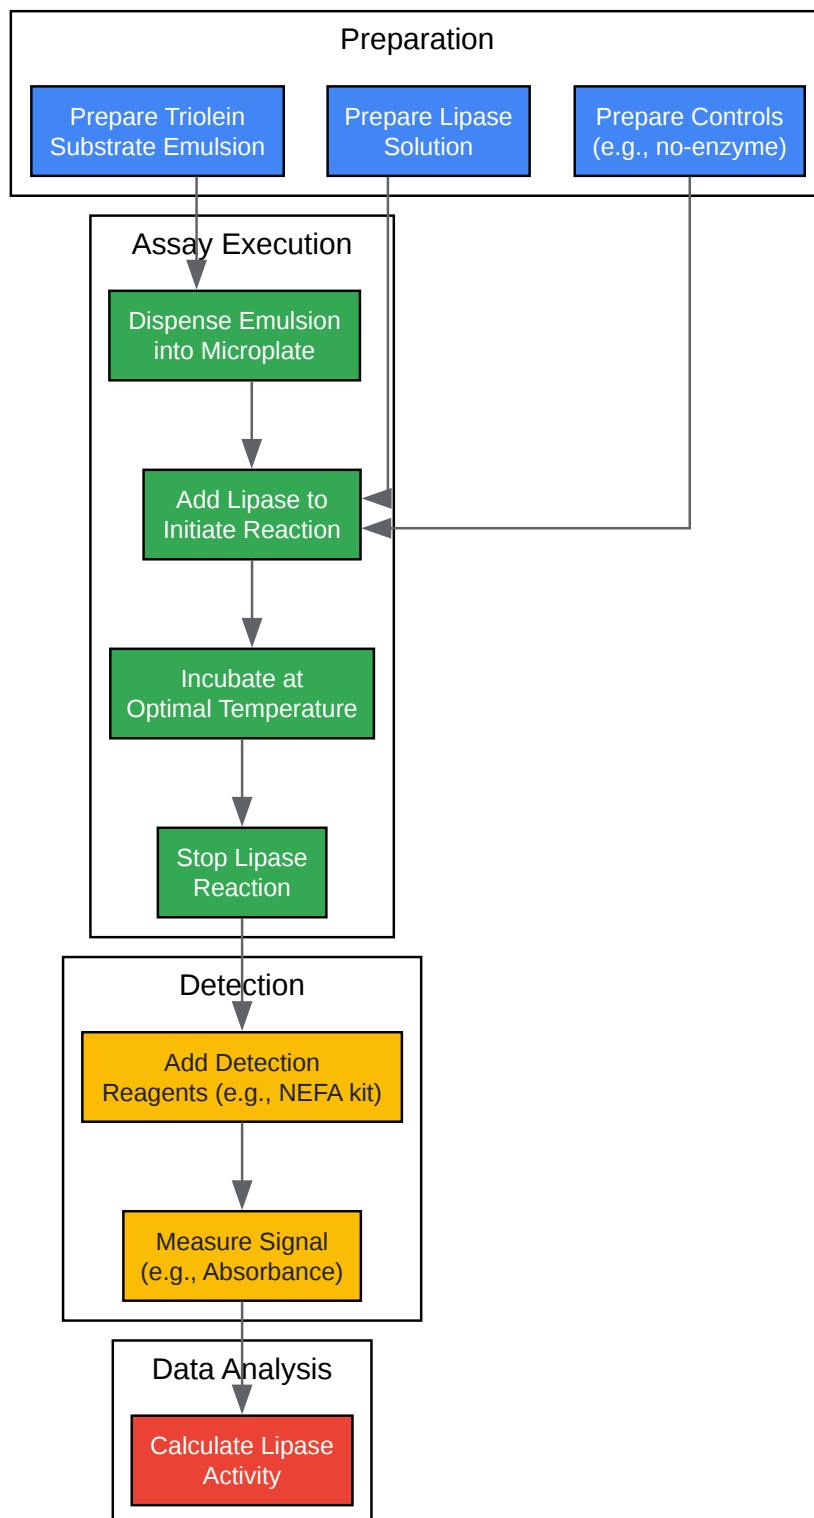 Preparation
Prepare Triolein
Substrate Emulsion
Prepare Lipase
Solution
Prepare Controls
(e.g., no-enzyme)
Assay Execution
Dispense Emulsion
into Microplate
Add Lipase to
Initiate Reaction
Incubate at
Optimal Temperature
Stop Lipase
Reaction
Detection
Add Detection
Reagents (e.g., NEFA kit)
Measure Signal
(e.g., Absorbance)
Data Analysis
Calculate Lipase
Activity